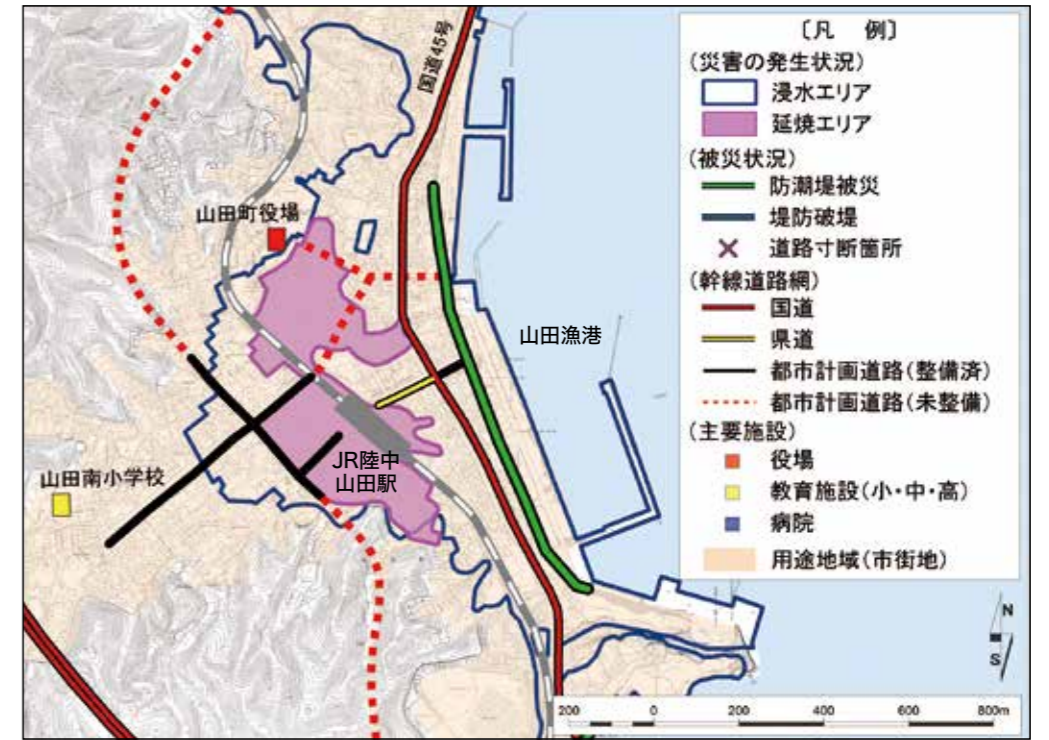 国道45号
山田町役場
山田漁港
JR陸中
山田駅
山田南小学校
〔凡 例〕
(災害の発生状況)
浸水エリア
延焼エリア
(被災状況)
防潮堤被災
堤防破堤
道路寸断箇所
(幹線道路網)
国道
県道
都市計画道路(整備済)
都市計画道路(未整備)
(主要施設)
役場
教育施設(小・中・高)
病院
用途地域(市街地)
N
S
200 0 200 400 600 800m